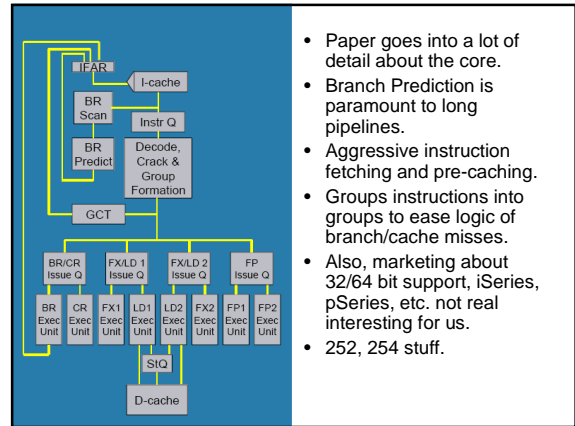 IFAR
I-cache
BR
Scan
Instr Q
BR
Predict
Decode,
Crack &
Group
Formation
GCT
BR/CR
Issue Q
FX/LD 1
Issue Q
FX/LD 2
Issue Q
FP
Issue Q
BR
Exec
Unit
CR
Exec
Unit
FX1
Exec
Unit
LD1
Exec
Unit
LD2
Exec
Unit
FX2
Exec
Unit
FP1
Exec
Unit
FP2
Exec
Unit
StQ
D-cache
• Paper goes into a lot of
detail about the core.
• Branch Prediction is
paramount to long
pipelines.
• Aggressive instruction
fetching and pre-caching.
• Groups instructions into
groups to ease logic of
branch/cache misses.
• Also, marketing about
32/64 bit support, iSeries,
pSeries, etc. not real
interesting for us.
• 252, 254 stuff.